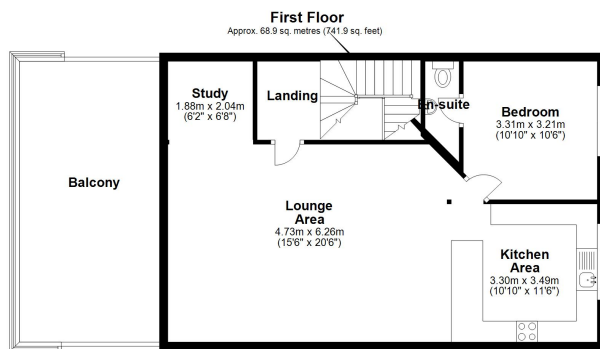 First Floor
Approx. 68.9 sq. metres (741.9 sq. feet)
Study
1.88m x 2.04m
(6'2" x 6'8")
Landing
En-suite
Bedroom
3.31m x 3.21m
(10'10" x 10'6")
Balcony
Lounge
Area
4.73m x 6.26m
(15'6" x 20'6")
Kitchen
Area
3.30m x 3.49m
(10'10" x 11'6")